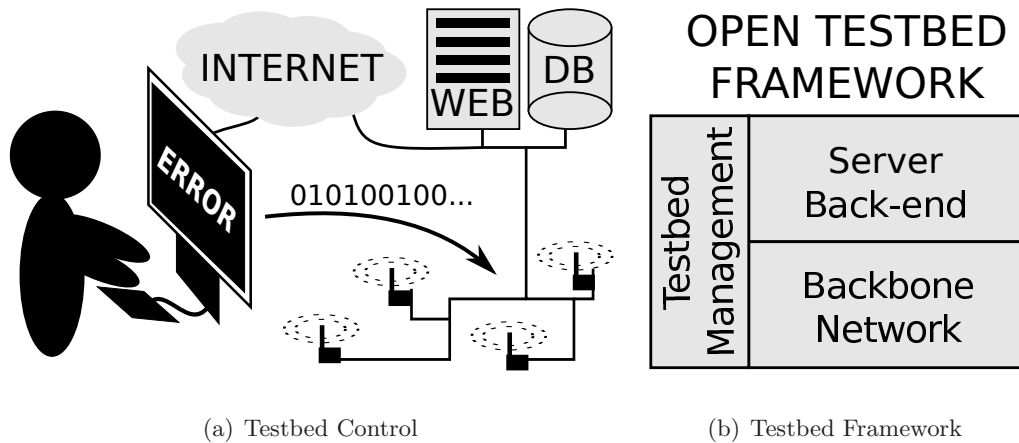 INTERNET
WEB
DB
ERROR
010100100...
(a) Testbed Control
OPEN TESTBED
FRAMEWORK
Testbed
Management
Server
Back-end
Backbone
Network
(b) Testbed Framework